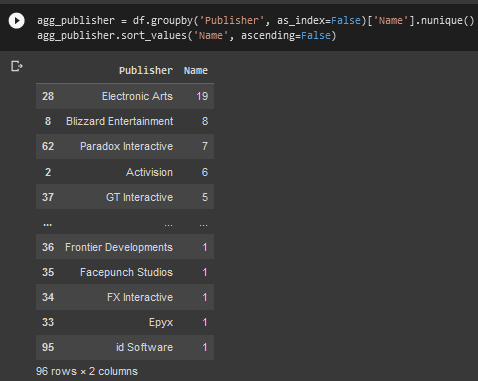 agg_publisher = df.groupby('Publisher', as_index=False)['Name'].nunique()
agg_publisher.sort_values('Name', ascending=False)
Publisher Name
28 Electronic Arts 19
8 Blizzard Entertainment 8
62 Paradox Interactive 7
2 Activision 6
37 GT Interactive 5
... ... ...
36 Frontier Developments 1
35 Facepunch Studios 1
34 FX Interactive 1
33 Epyx 1
95 id Software 1
96 rows × 2 columns